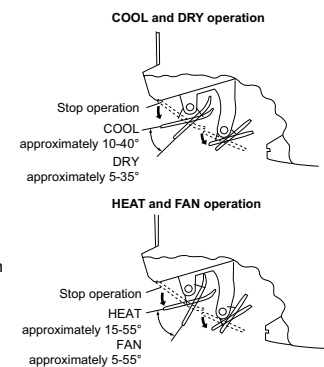 COOL and DRY operation
Stop operation
COOL
approximately 10-40°
DRY
approximately 5-35°
HEAT and FAN operation
n
Stop operation
HEAT
approximately 15-55°
FAN
approximately 5-55°